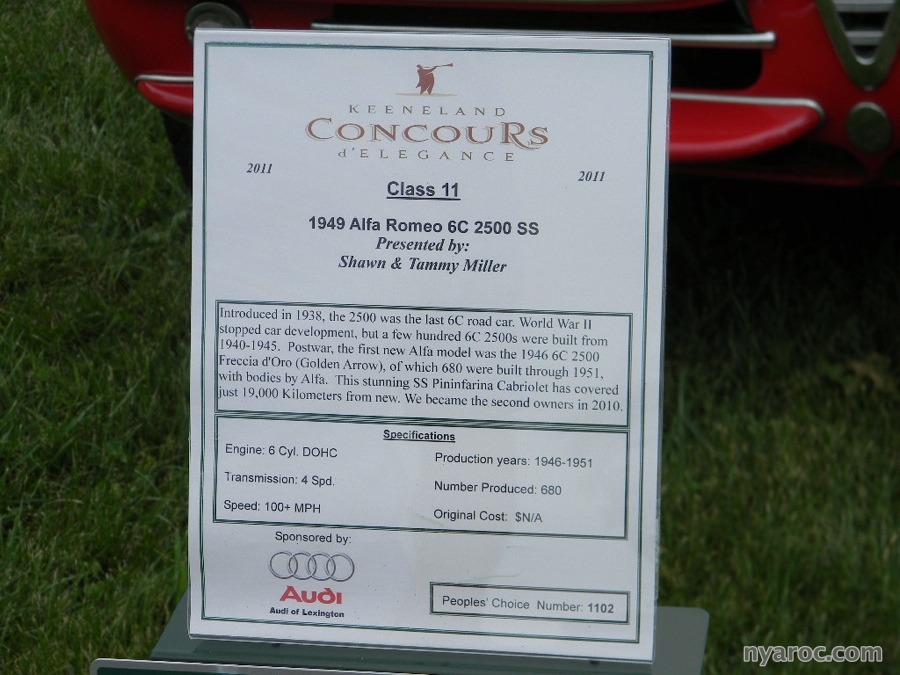 KEENELAND
CONCOURS
d'ELEGANCE
2011
2011
Class 11
1949 Alfa Romeo 6C 2500 SS
Presented by:
Shawn & Tammy Miller
Introduced in 1938, the 2500 was the last 6C road car. World War II
stopped car development, but a few hundred 6C 2500s were built from
1940-1945. Postwar, the first new Alfa model was the 1946 6C 2500
Freccia d'Oro (Golden Arrow), of which 680 were built through 1951,
with bodies by Alfa. This stunning SS Pininfarina Cabriolet has covered
just 19,000 Kilometers from new. We became the second owners in 2010.
Specifications
Engine: 6 Cyl. DOHC
Production years: 1946-1951
Transmission: 4 Spd.
Number Produced: 680
Speed: 100+ MPH
Original Cost: $N/A
Sponsored by:
Audi
Audi of Lexington
Peoples' Choice Number: 1102
nyaroc.com